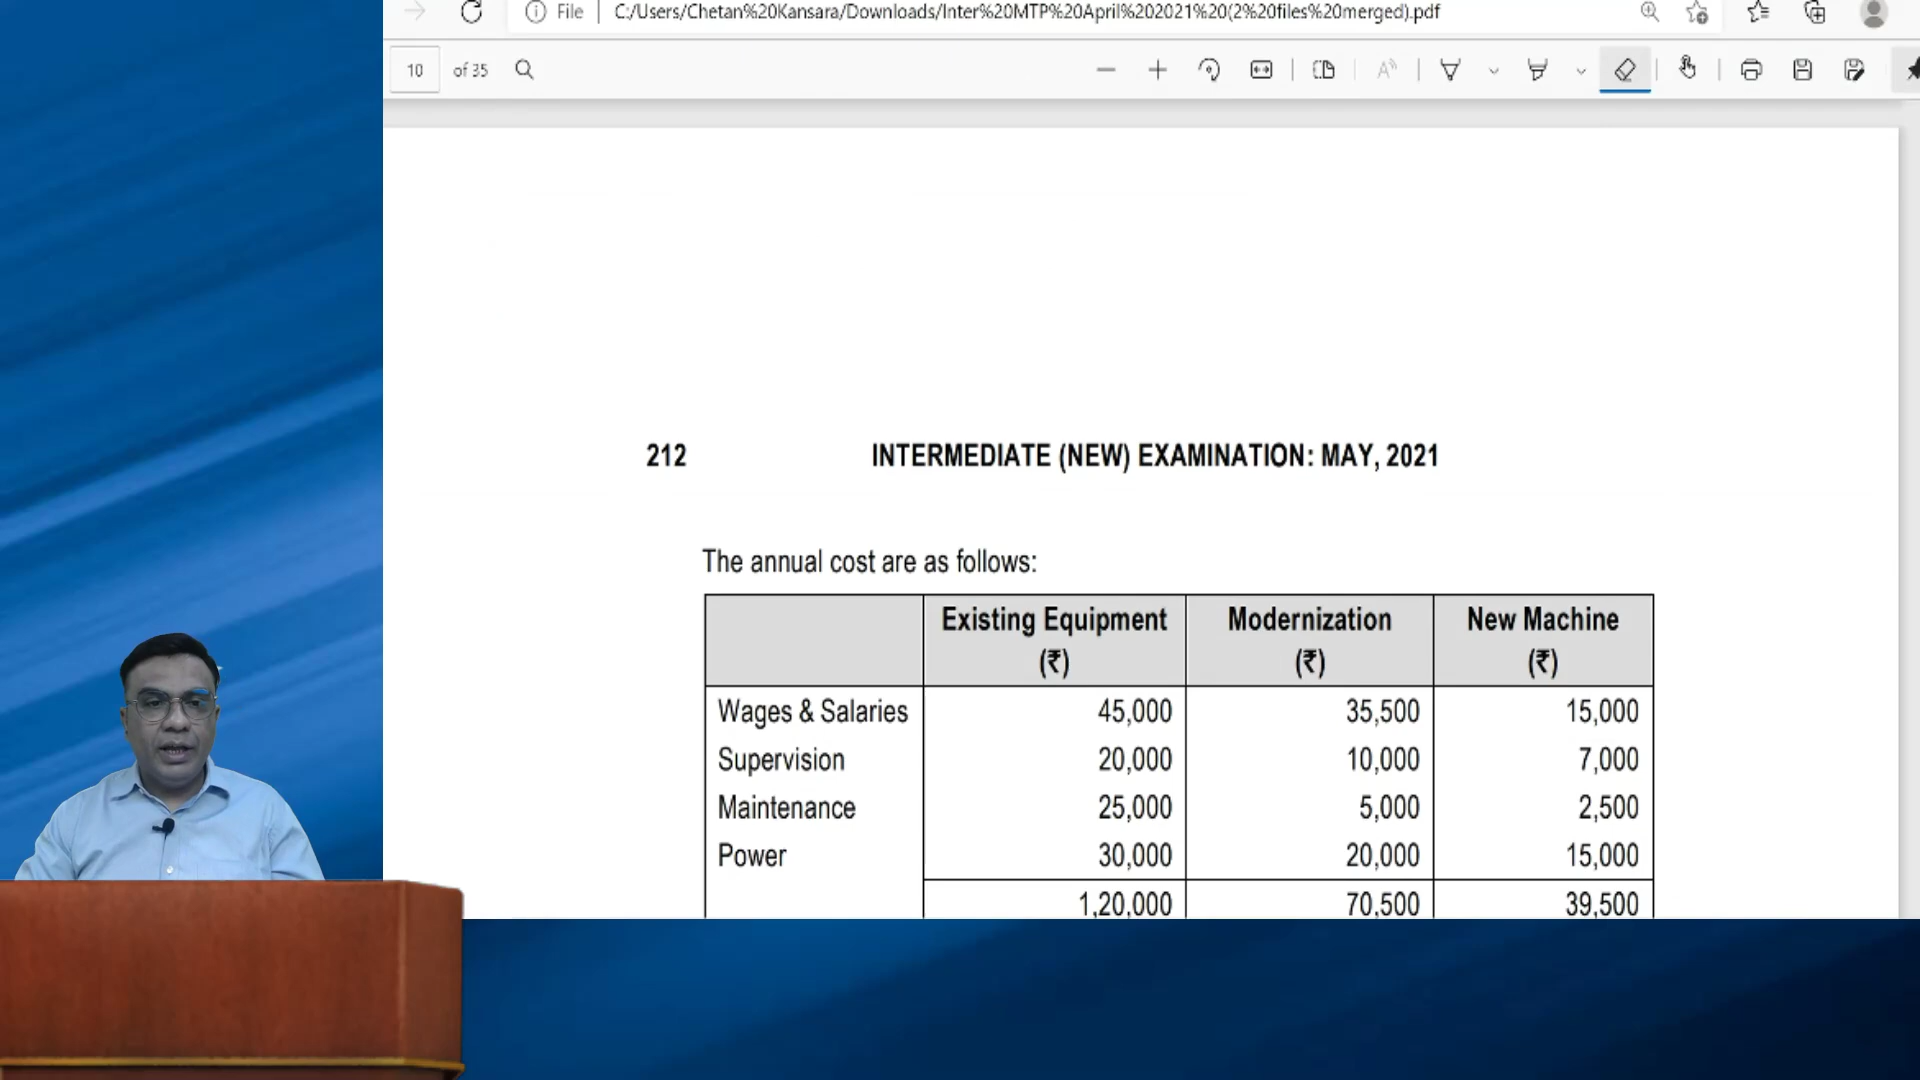 File C:/Users/Chetan%20Kansara/Downloads/Inter%20MTP%20April%202021%20(2%20files%20merged).pdf
10 of 35
212 INTERMEDIATE (NEW) EXAMINATION: MAY, 2021
The annual cost are as follows:
Existing Equipment (₹) Modernization (₹) New Machine (₹)
Wages & Salaries 45,000 35,500 15,000
Supervision 20,000 10,000 7,000
Maintenance 25,000 5,000 2,500
Power 30,000 20,000 15,000
1,20,000 70,500 39,500